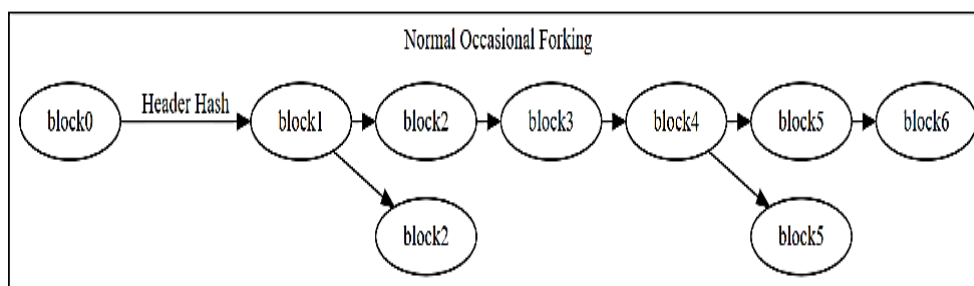 Normal Occasional Forking
Header Hash
block0 block1 block2 block3 block4 block5 block6
block2 block5